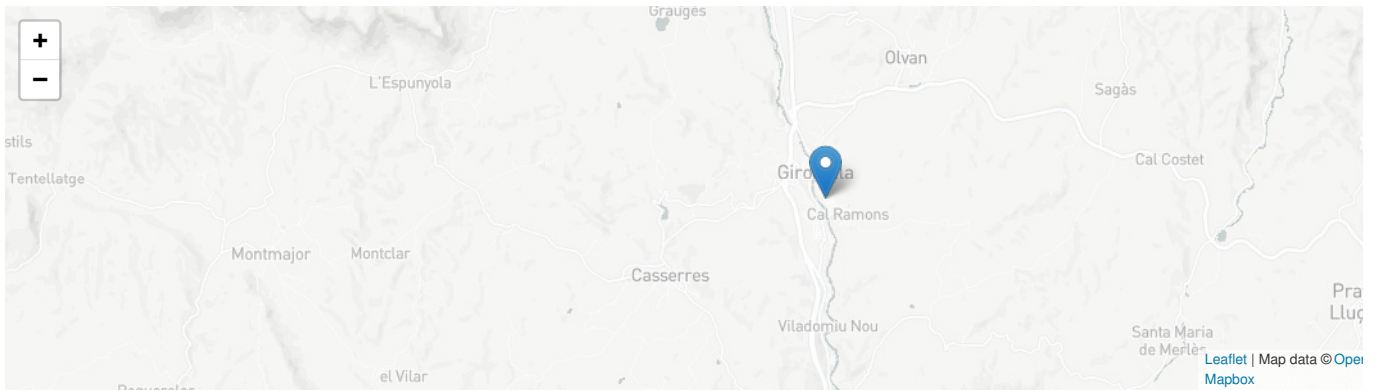 Graugés
+
Olvan
−
L'Espunyola
Sagàs
stils
Cal Costet
Tentellatge
Cal Ramons
Montmajor
Montclar
Casserres
Pra
Lluç
Viladomiu Nou
Santa Maria
de Merlès
Leaflet | Map data © Oper
Mapbox
el Vilar